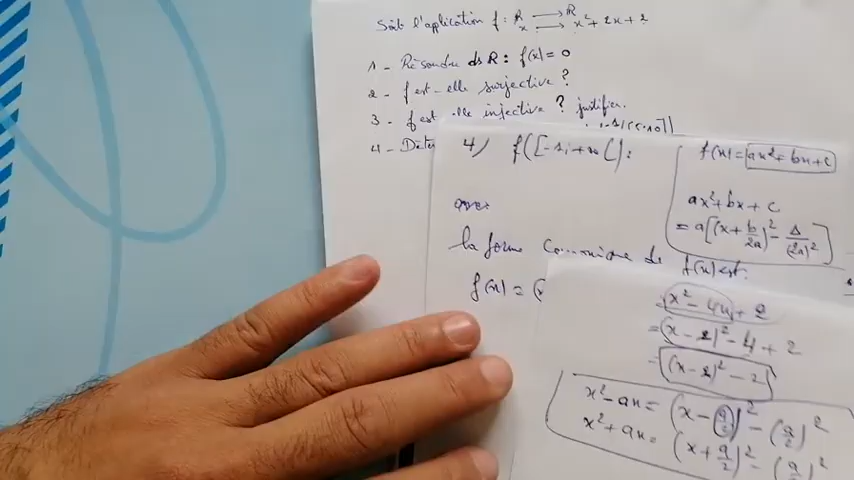 Soit l'application f : R → R
x → x² + 2x + 2
1 - Résoudre ds R : f(x) = 0
2 - f est-elle surjective ?
3 - f est elle injective ? justifier.
4 -
4) f([-1; +∞[) :
f(x) = ax² + bx + c
ax² + bx + c
= a[(x + b/2a)² - Δ/(2a)²]
avec
la forme canonique de f(x) est.
f(x) = (
x² - 4x + 2
= (x - 2)² - 4 + 2
= (x - 2)² - 2
x² - ax = (x - a/2)² - (a/2)²
x² + ax = (x + a/2)² - (a/2)²